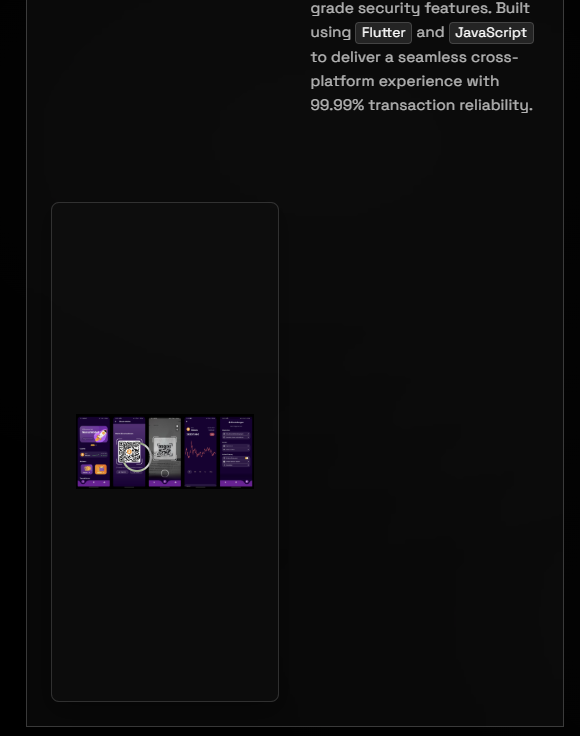 grade security features. Built
using Flutter and JavaScript
to deliver a seamless cross-
platform experience with
99.99% transaction reliability.